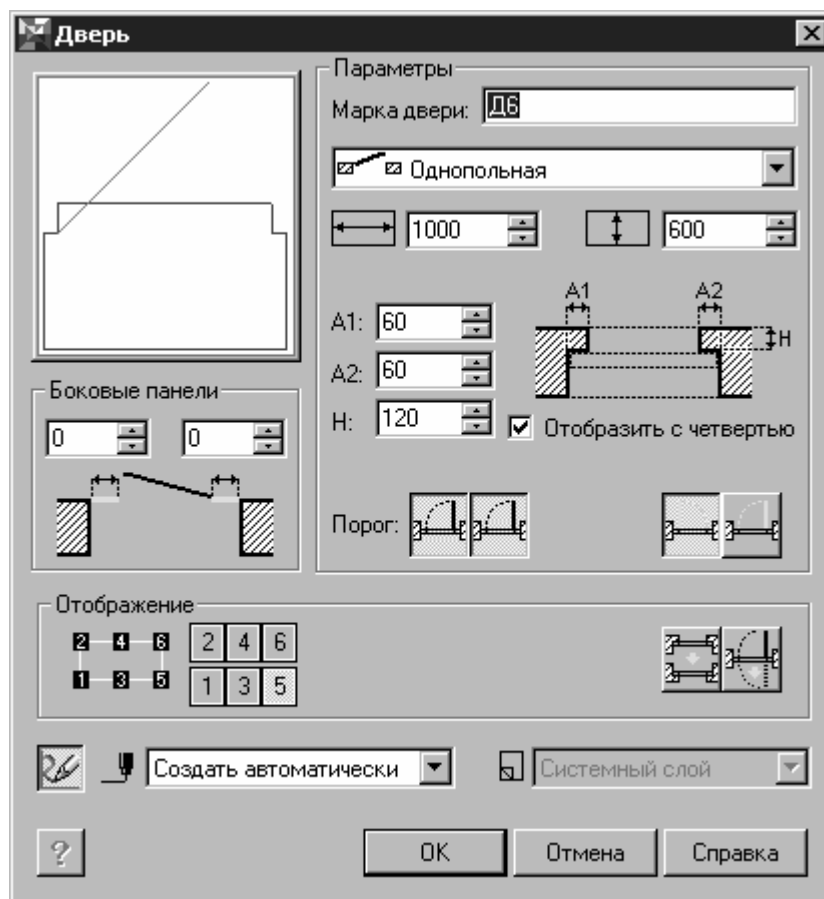 Дверь
Параметры
Марка двери: Д6
Однопольная
1000 600
A1: 60
A2: 60
H: 120
A1 A2
H
Отобразить с четвертью
Порог:
Боковые панели
0 0
Отображение
2 4 6 2 4 6
1 3 5 1 3 5
Создать автоматически Системный слой
? OK Отмена Справка